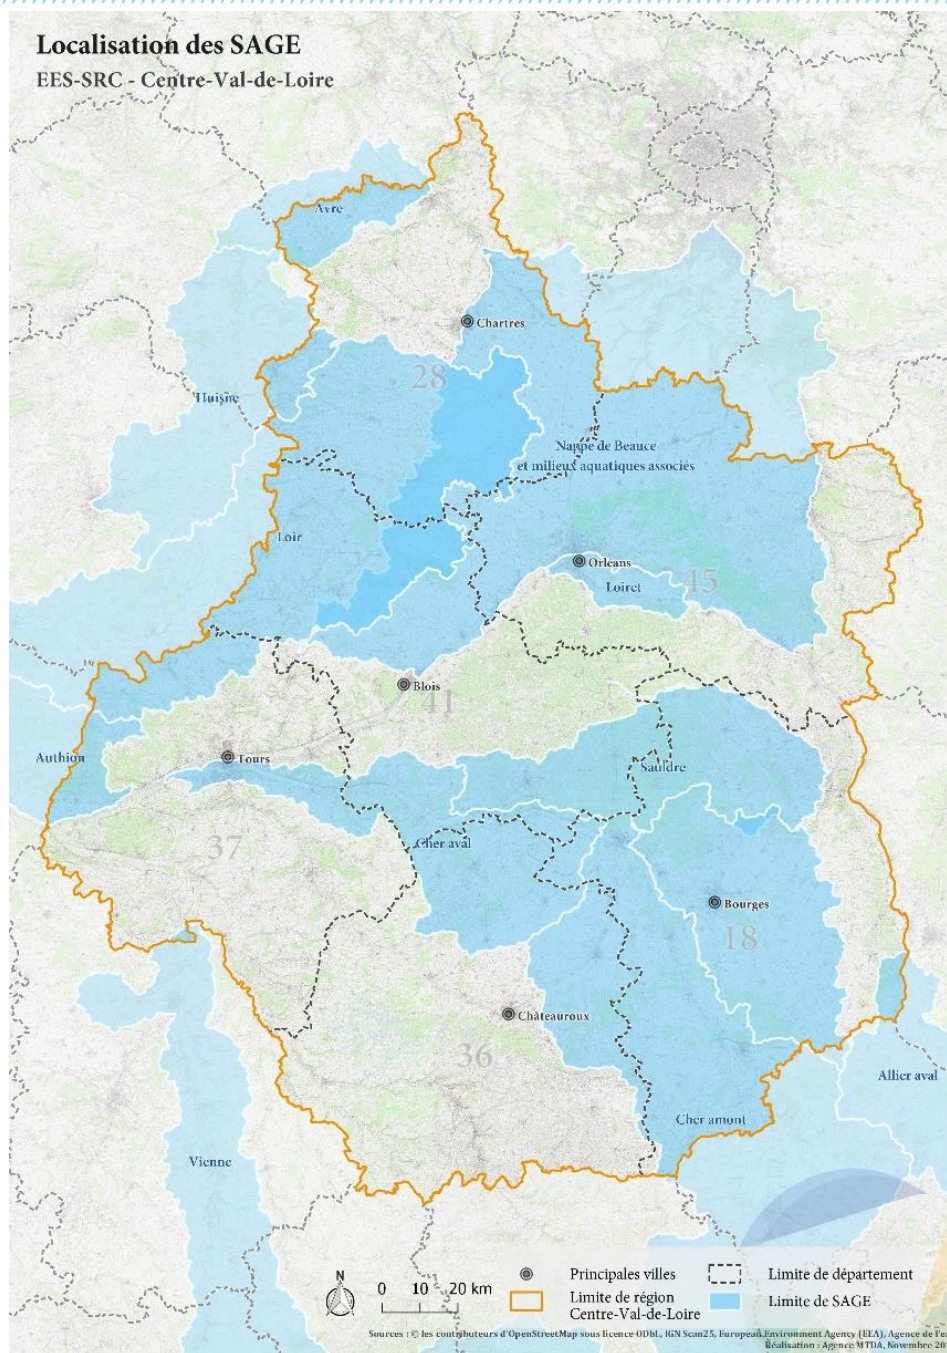 Localisation des SAGE
EES-SRC - Centre-Val-de-Loire
Avre
Chartres
28
Huisne
Nappe de Beauce
et milieux aquatiques associés
Loir
Orléans
Loiret
45
Blois
41
Authion
Tours
Sauldre
37
Cher aval
Bourges
18
Châteauroux
36
Allier aval
Cher amont
Vienne
N
0 10 20 km
Principales villes
Limite de département
Limite de région
Centre-Val-de-Loire
Limite de SAGE
Sources : © les contributeurs d'OpenStreetMap sous licence ODbL, IGN Scan25, European Environment Agency (EEA), Agence de
Réalisation : Agence MTDA, Novembre